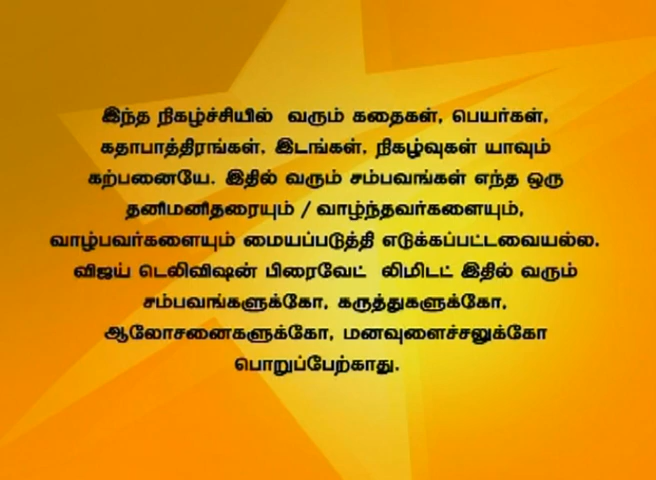 இந்த நிகழ்ச்சியில் வரும் கதைகள், பெயர்கள்,
கதாபாத்திரங்கள், இடங்கள், நிகழ்வுகள் யாவும்
கற்பனையே. இதில் வரும் சம்பவங்கள் எந்த ஒரு
தனிமனிதரையும் / வாழ்ந்தவர்களையும்,
வாழ்பவர்களையும் மையப்படுத்தி எடுக்கப்பட்டவையல்ல.
விஜய் டெலிவிஷன் பிரைவேட் லிமிடட் இதில் வரும்
சம்பவங்களுக்கோ, கருத்துகளுக்கோ,
ஆலோசனைகளுக்கோ, மனவுளைச்சலுக்கோ
பொறுப்பேற்காது.